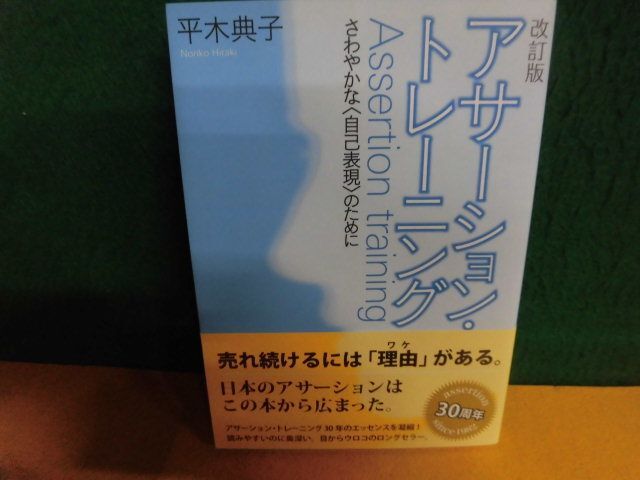 改訂版
アサーション・
トレーニング
Assertion training
さわやかな〈自己表現〉のために
平木典子
Noriko Hiraki
売れ続けるには「理由」がある。
ワケ
日本のアサーションは
この本から広まった。
アサーション・トレーニング30年のエッセンスを凝縮!
読みやすいのに奥深い、目からウロコのロングセラー。
assertion
30周年
since 1982